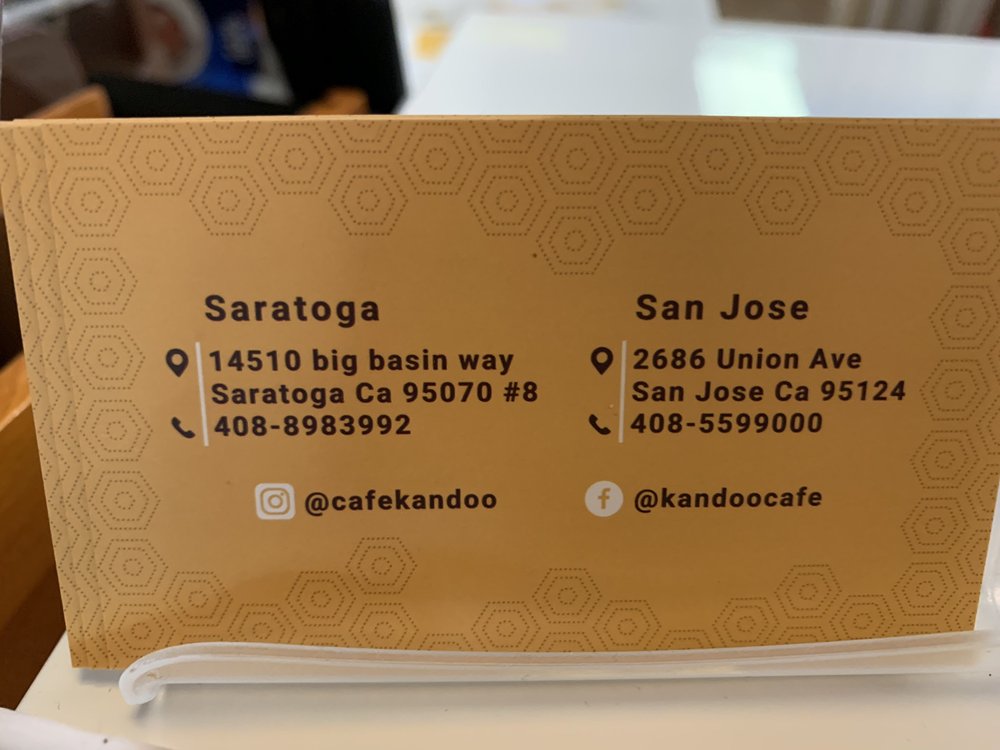 Saratoga
14510 big basin way
Saratoga Ca 95070 #8
408-8983992
San Jose
2686 Union Ave
San Jose Ca 95124
408-5599000
@cafekandoo
@kandoocafe